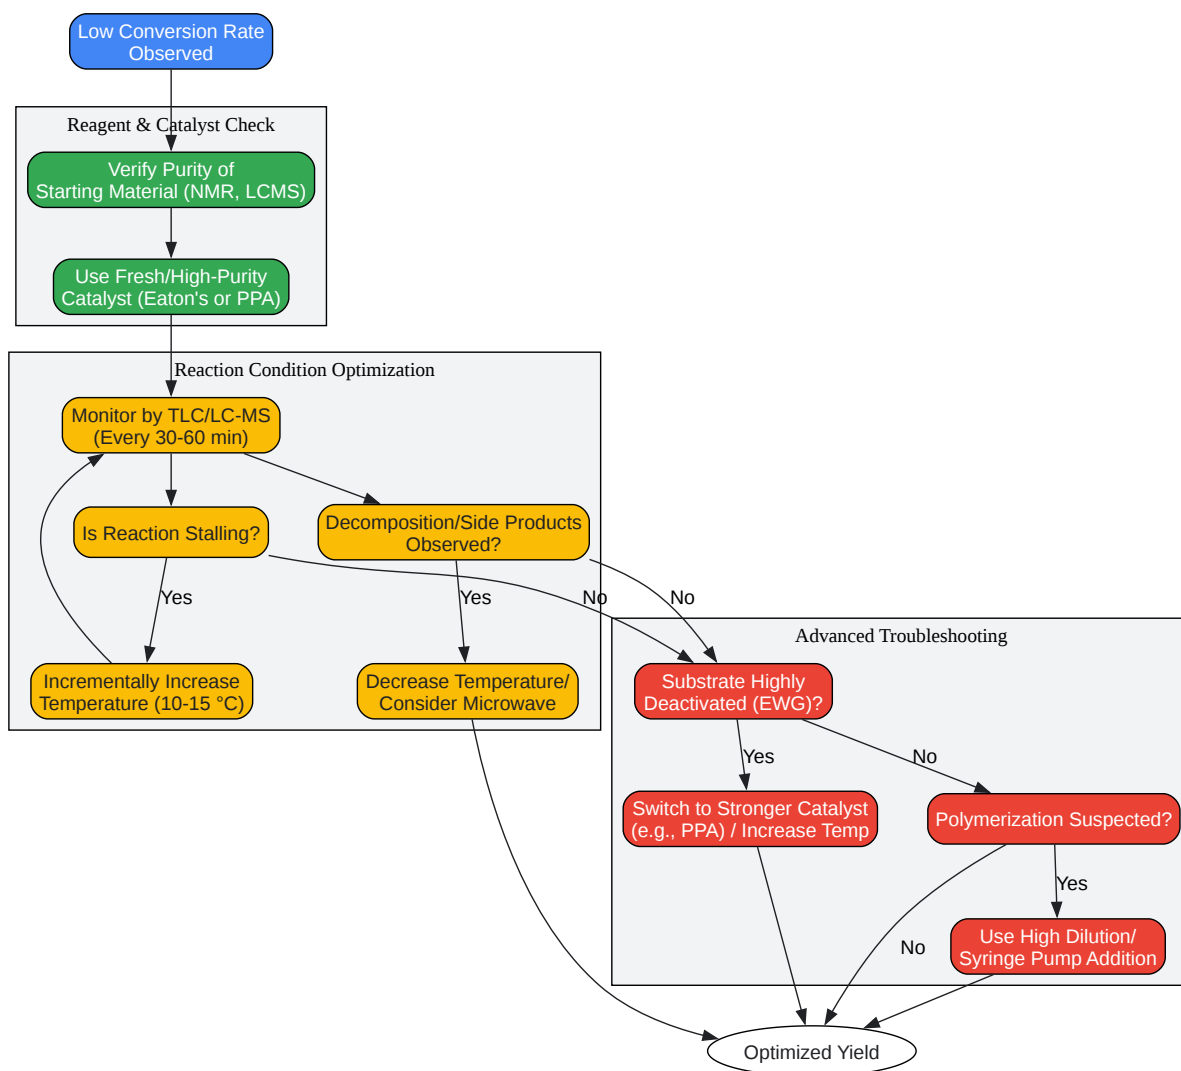 Low Conversion Rate
Observed
Reagent & Catalyst Check
Verify Purity of
Starting Material (NMR, LCMS)
Use Fresh/High-Purity
Catalyst (Eaton's or PPA)
Reaction Condition Optimization
Monitor by TLC/LC-MS
(Every 30-60 min)
Is Reaction Stalling?
Decomposition/Side Products
Observed?
Yes
Yes
No
No
Incrementally Increase
Temperature (10-15 °C)
Decrease Temperature/
Consider Microwave
Advanced Troubleshooting
Substrate Highly
Deactivated (EWG)?
Yes
No
Switch to Stronger Catalyst
(e.g., PPA) / Increase Temp
Polymerization Suspected?
Yes
No
Use High Dilution/
Syringe Pump Addition
Optimized Yield